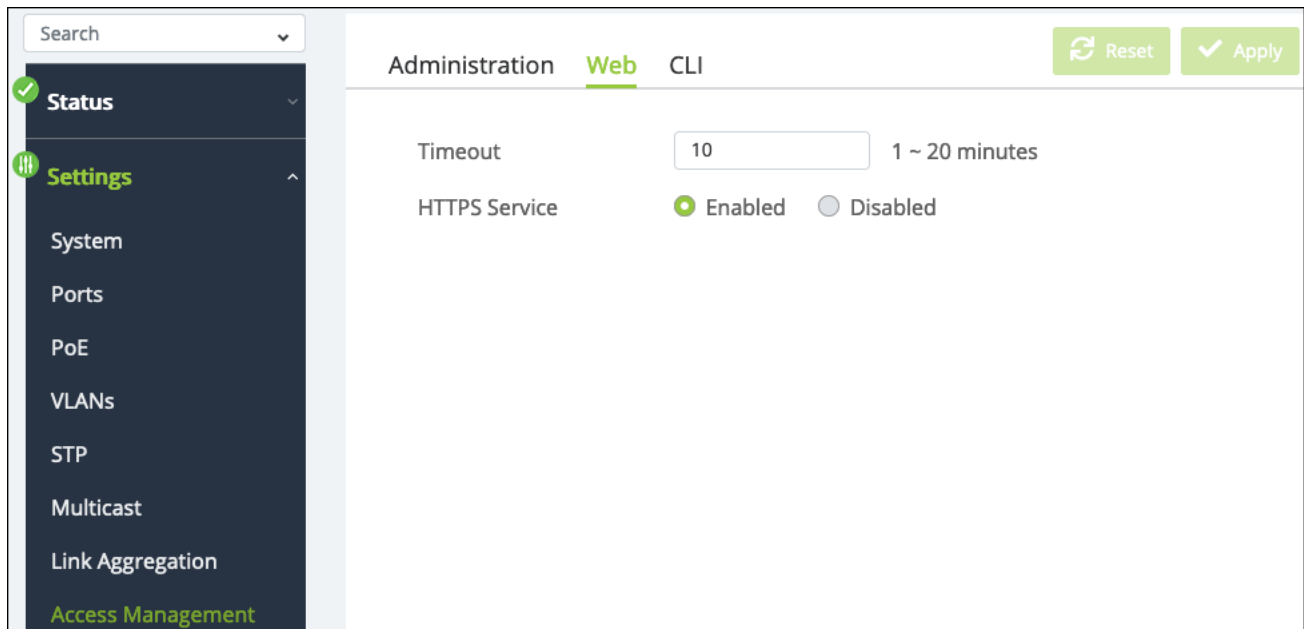 Search
Status
Settings
System
Ports
PoE
VLANs
STP
Multicast
Link Aggregation
Access Management
Administration Web CLI
Reset Apply
Timeout 10 1 ~ 20 minutes
HTTPS Service Enabled Disabled